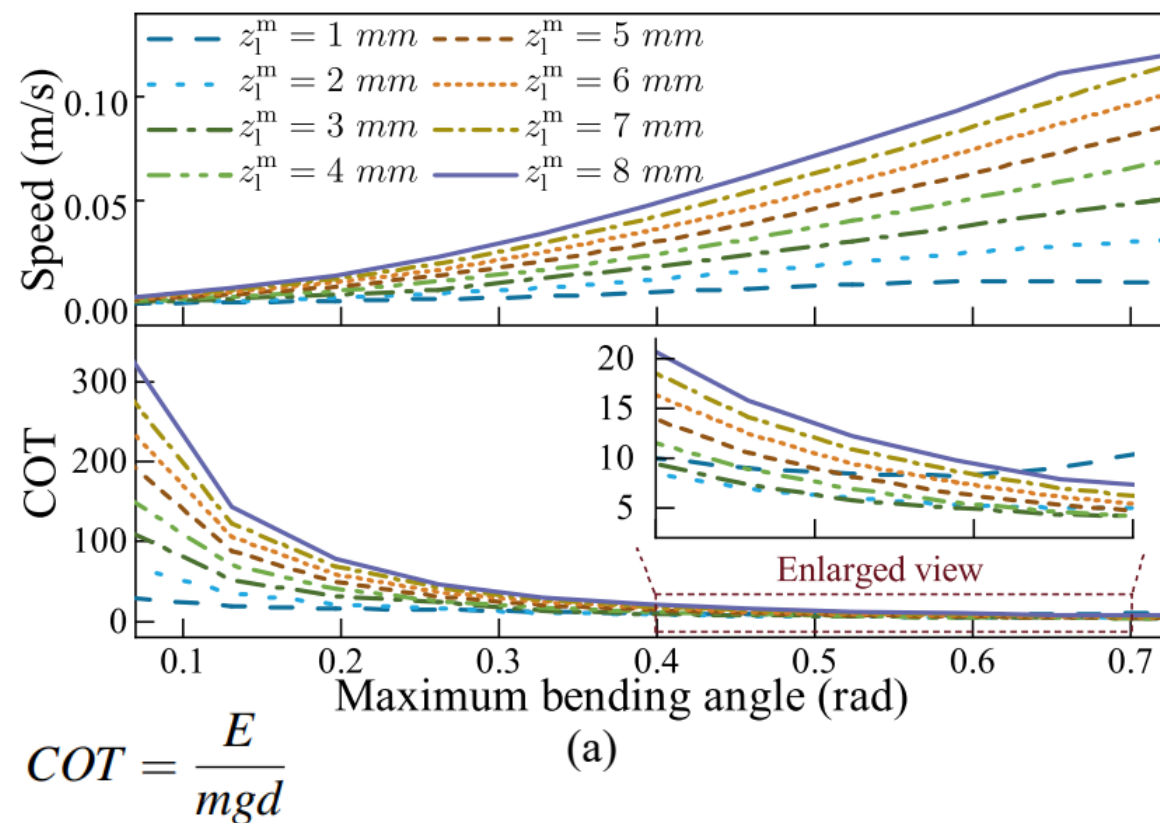 Speed (m/s)
0.10
0.05
0.00
z_l^m = 1 mm
z_l^m = 2 mm
z_l^m = 3 mm
z_l^m = 4 mm
z_l^m = 5 mm
z_l^m = 6 mm
z_l^m = 7 mm
z_l^m = 8 mm
COT
300
200
100
0
20
15
10
5
Enlarged view
0.1 0.2 0.3 0.4 0.5 0.6 0.7
Maximum bending angle (rad)
(a)
COT = E / mgd